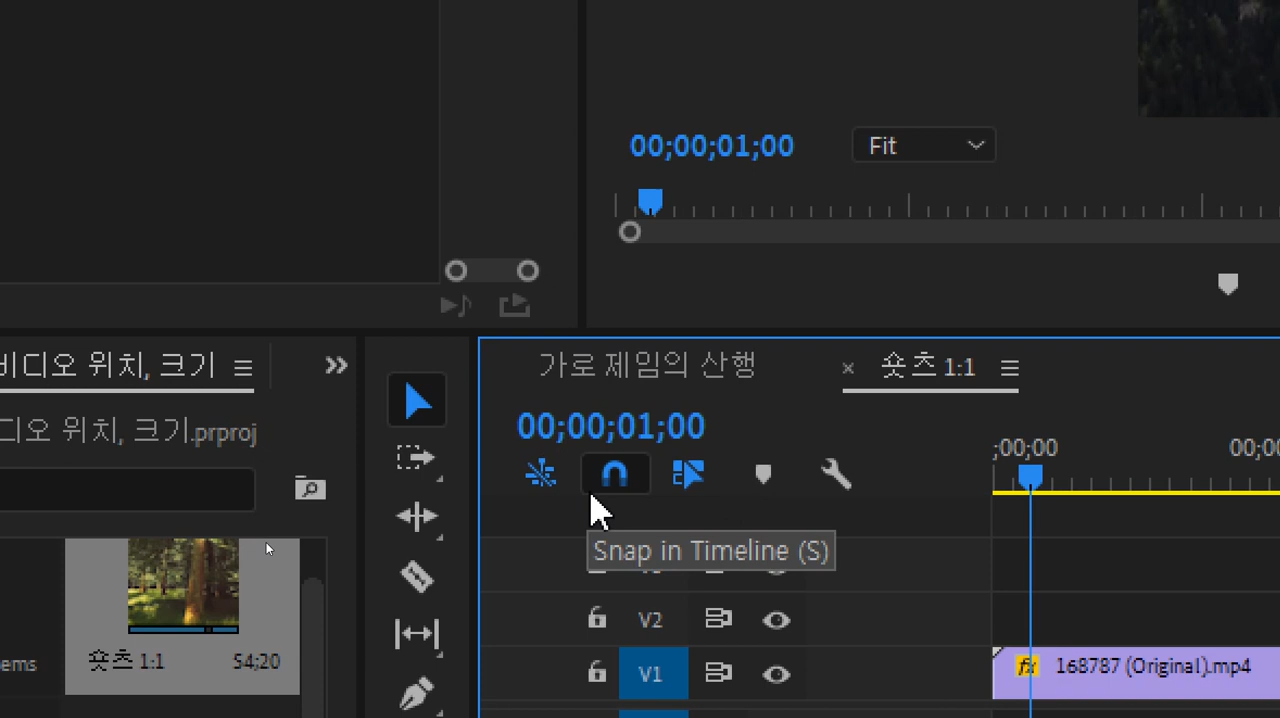 00;00;01;00
Fit
비디오 위치, 크기
가로 제임의 산행
× 숏츠 1:1
디오 위치, 크기.prproj
00;00;01;00
;00;00
00;00
Snap in Timeline (S)
V2
ems
숏츠 1:1
54;20
V1
fx
168787 (Original).mp4